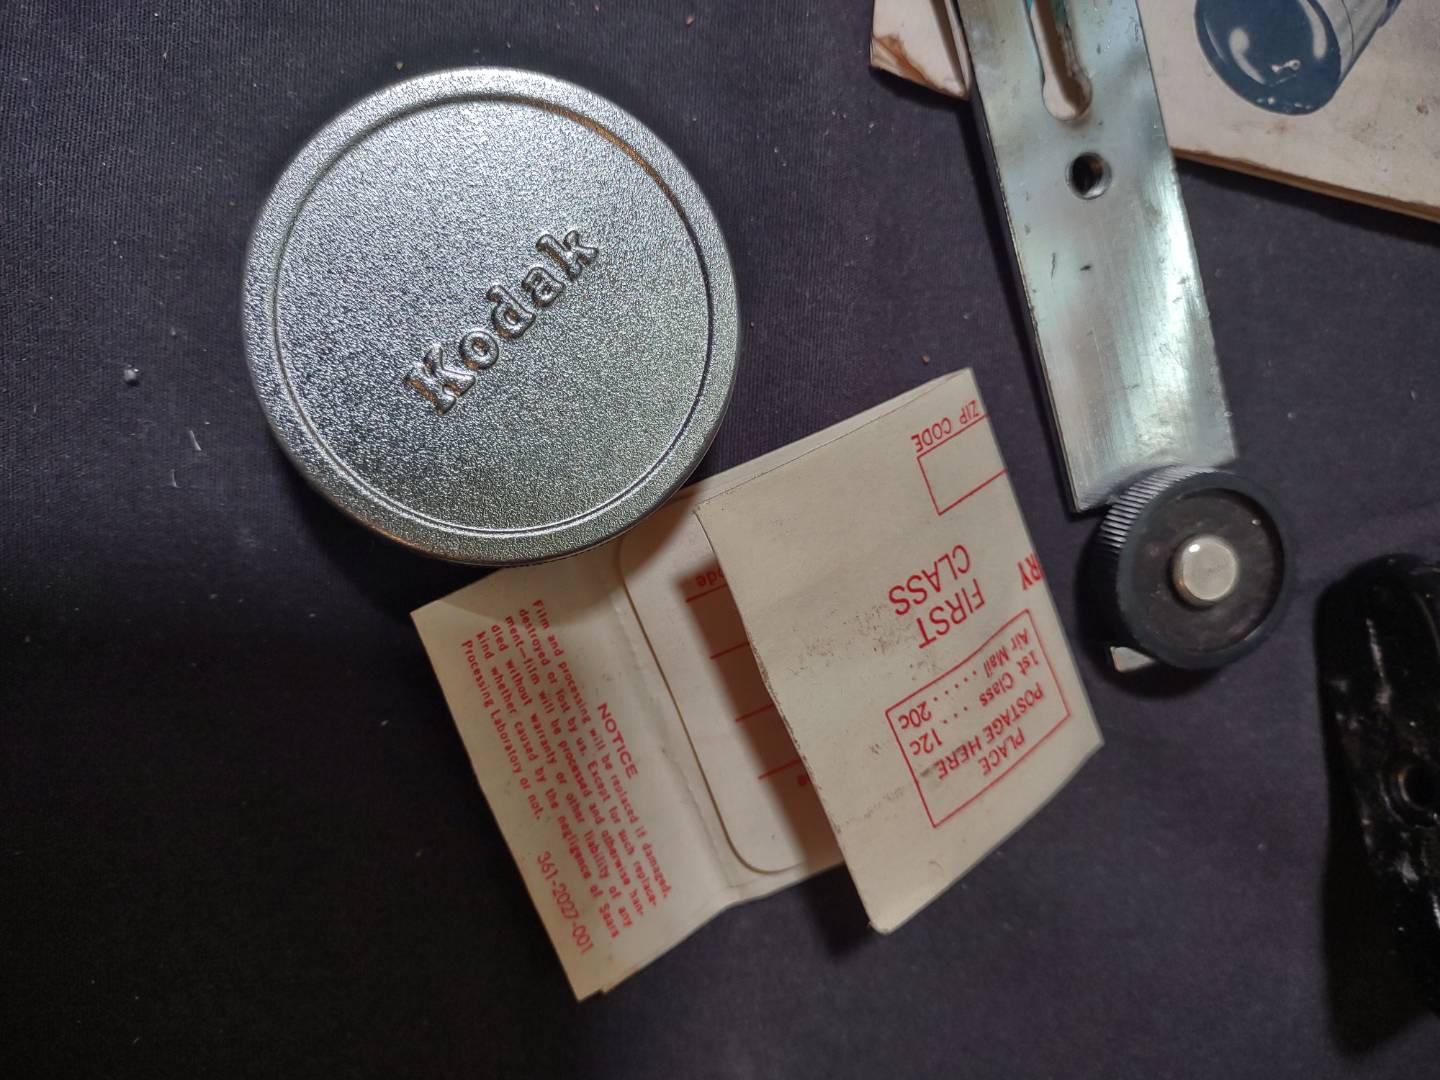 Kodak
ZIP CODE
RY
FIRST
CLASS
PLACE
POSTAGE HERE
1st Class .... 12c
Air Mail ...... 20c
ode
NOTICE
Film and processing will be replaced if damaged,
destroyed or lost by us. Except for such replace-
ment—film will be processed and otherwise han-
dled without warranty or other liability of any
kind whether caused by the negligence of Sears
Processing Laboratory or not.
361-2027-001